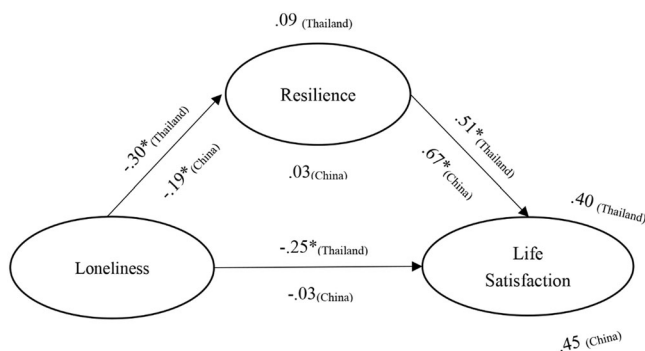 .09 (Thailand)
Resilience
-.30* (Thailand)
-.19* (China)
.51* (Thailand)
.67* (China)
.03 (China)
.40 (Thailand)
Loneliness
-.25* (Thailand)
-.03 (China)
Life
Satisfaction
.45 (China)